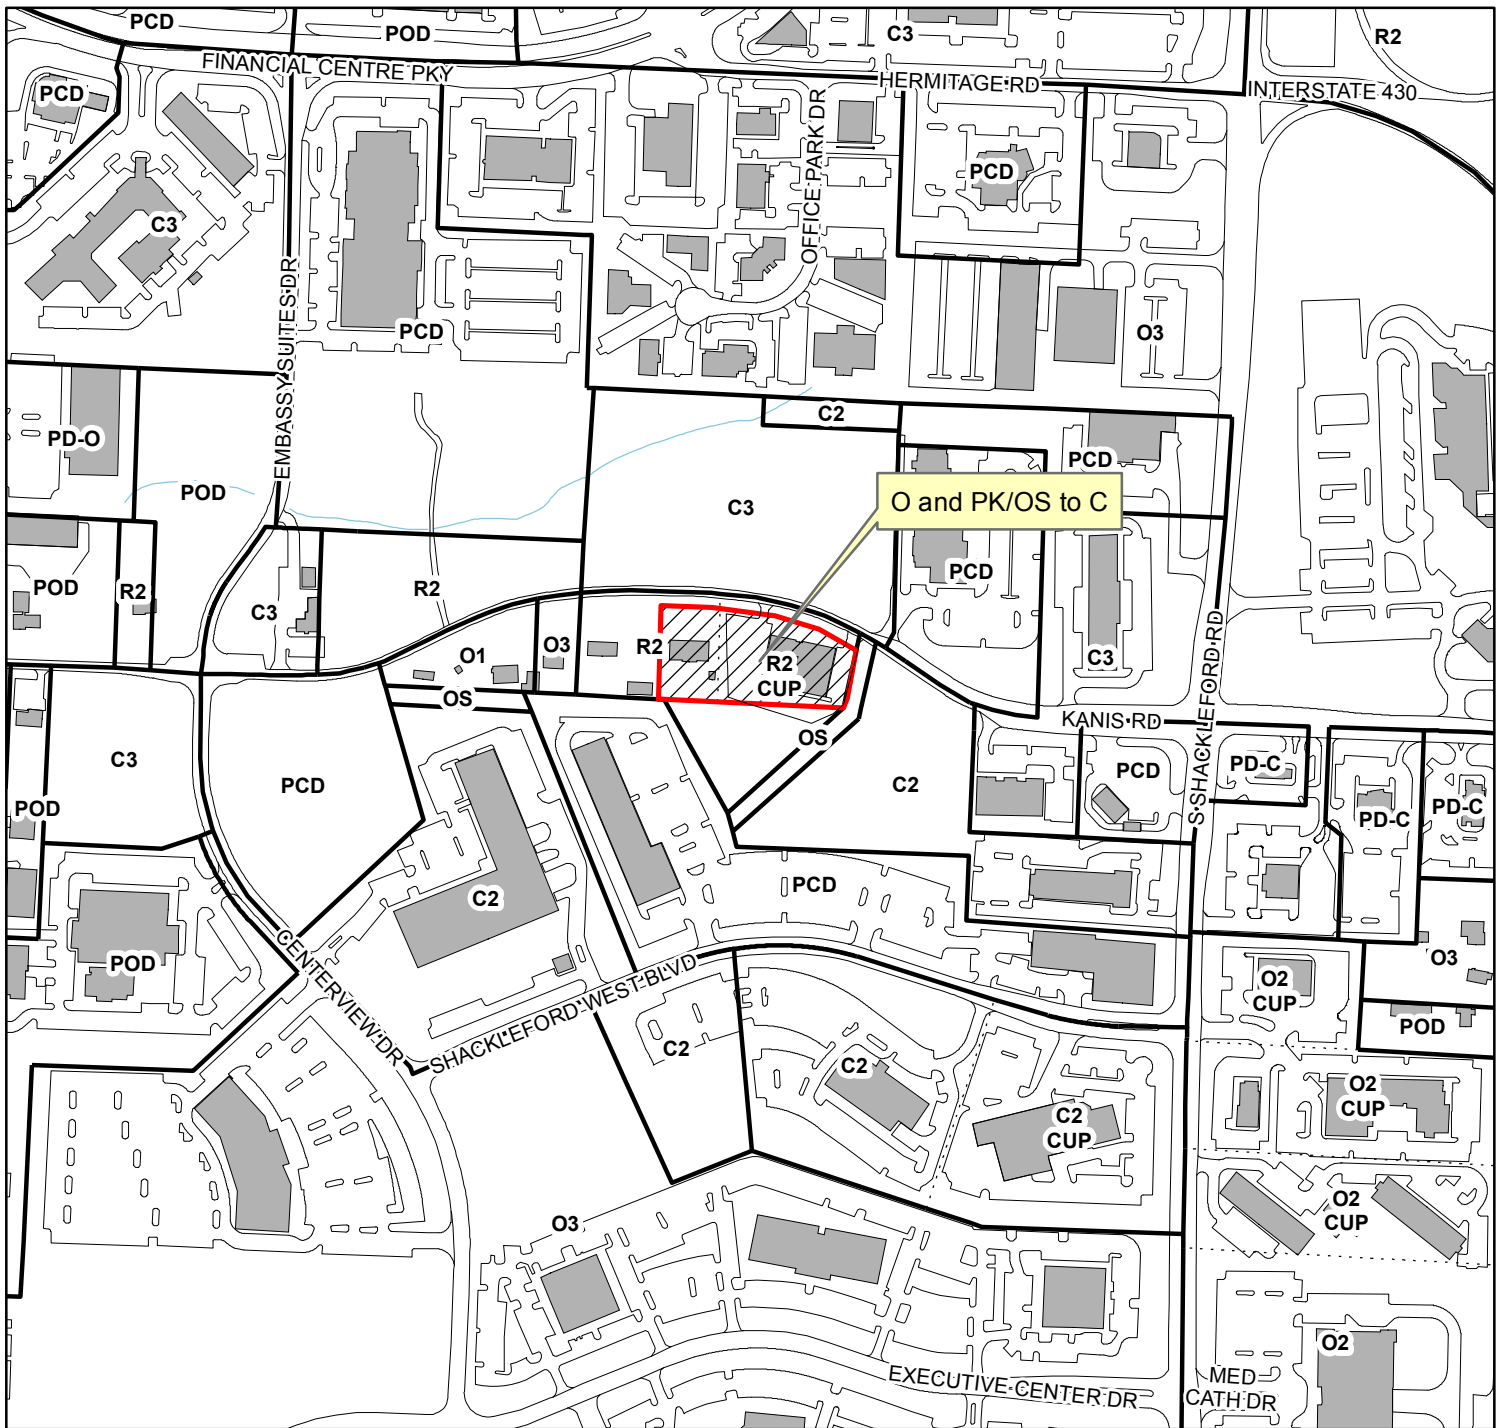 PCD
POD
C3
R2
FINANCIAL CENTRE PKY
HERMITAGE RD
INTERSTATE 430
PCD
OFFICE PARK DR
PCD
C3
EMBASSY SUITES DR
PCD
O3
C2
PD-O
PCD
POD
O and PK/OS to C
C3
POD
R2
R2
PCD
C3
S SHACKLEFORD RD
O1
O3
R2
R2
CUP
C3
OS
KANIS RD
OS
C3
PCD
C2
PCD
PD-C
POD
PD-C
PD-C
C2
PCD
CENTERVIEW DR
POD
O3
SHACKLEFORD WEST BLVD
O2
CUP
POD
C2
C2
O2
CUP
C2
CUP
O2
CUP
O3
O2
EXECUTIVE CENTER DR
MED
CATH DR